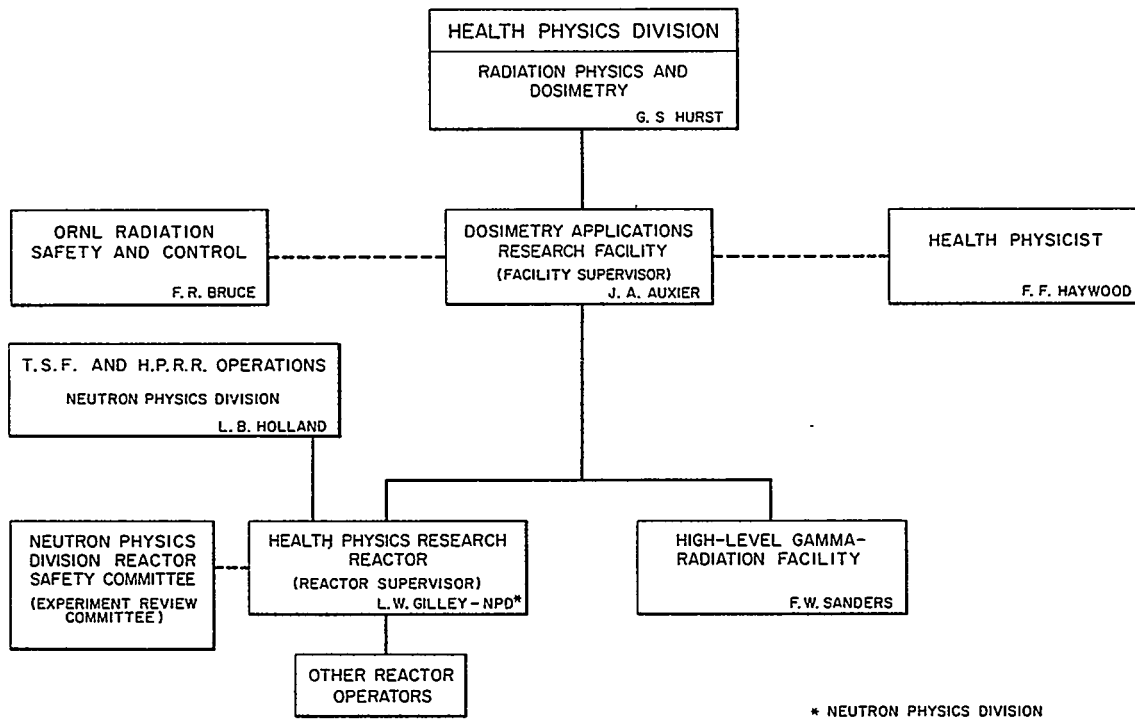 HEALTH PHYSICS DIVISION
RADIATION PHYSICS AND
DOSIMETRY
G. S HURST
ORNL RADIATION
SAFETY AND CONTROL
F. R. BRUCE
DOSIMETRY APPLICATIONS
RESEARCH FACILITY
(FACILITY SUPERVISOR)
J. A. AUXIER
HEALTH PHYSICIST
F. F. HAYWOOD
T. S. F. AND H.P.R.R. OPERATIONS
NEUTRON PHYSICS DIVISION
L. B. HOLLAND
NEUTRON PHYSICS
DIVISION REACTOR
SAFETY COMMITTEE
(EXPERIMENT REVIEW
COMMITTEE)
HEALTH PHYSICS RESEARCH
REACTOR
(REACTOR SUPERVISOR)
L. W. GILLEY – NPD*
HIGH-LEVEL GAMMA-
RADIATION FACILITY
F. W. SANDERS
OTHER REACTOR
OPERATORS
* NEUTRON PHYSICS DIVISION